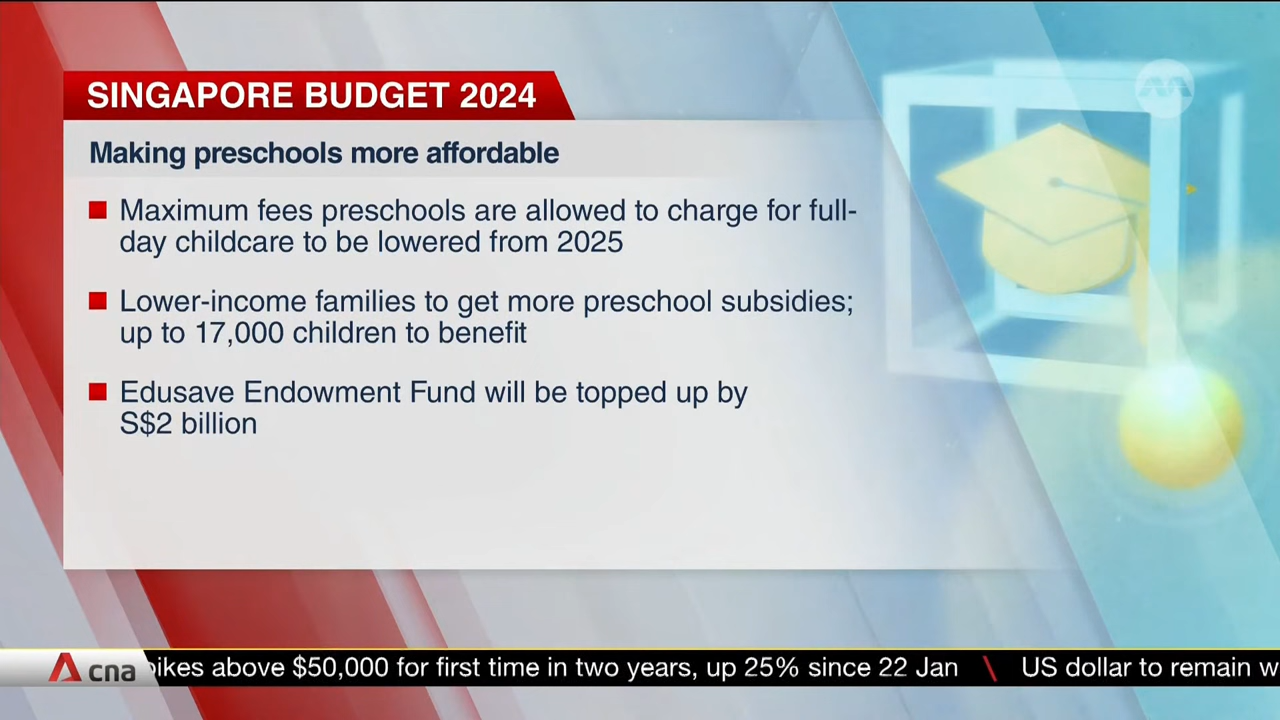 SINGAPORE BUDGET 2024
Making preschools more affordable
Maximum fees preschools are allowed to charge for full-
day childcare to be lowered from 2025
Lower-income families to get more preschool subsidies;
up to 17,000 children to benefit
Edusave Endowment Fund will be topped up by
S$2 billion
cna
above $50,000 for first time in two years, up 25% since 22 Jan \ US dollar to remain